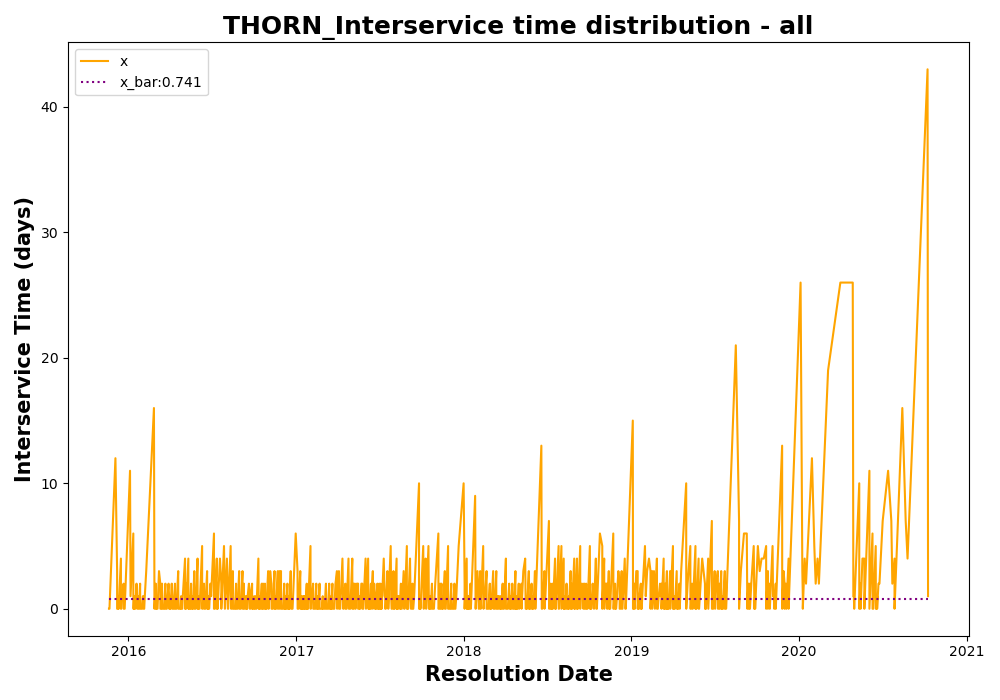 THORN_Interservice time distribution - all
x
x_bar:0.741
Interservice Time (days)
40
30
20
10
0
2016 2017 2018 2019 2020 2021
Resolution Date